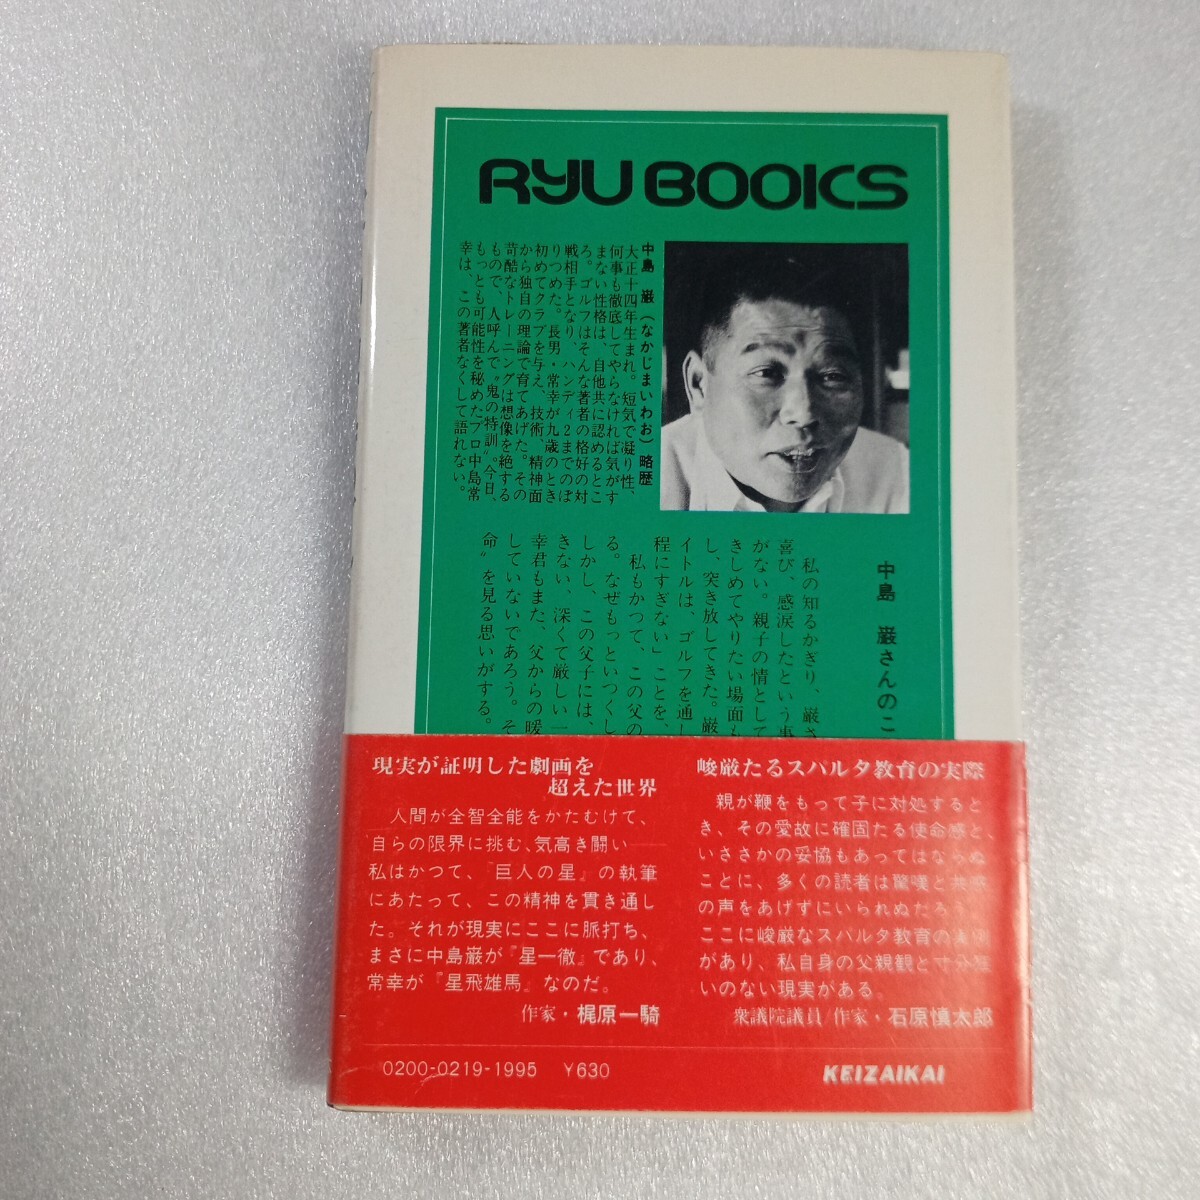 RYU BOOKS
中島 巌（なかじまいわお）略歴
大正十四年生まれ。短気で凝り性、
何事も徹底してやらなければ気がす
まない性格は、自他共に認めるとこ
ろ。ゴルフはそんな著者の格好の対
戦相手となり、ハンディ2までのぼ
りつめた。長男・常幸が九歳のとき
初めてクラブを与え、技術、精神面
から独自の理論で育てあげた。その
苛酷なトレーニングは想像を絶する
もので、人呼んで〝鬼の特訓〟。今日、
もっとも可能性を秘めたプロ中島常
幸は、この著者なくして語れない。
中島 巌さんのこ
私の知るかぎり、巌さ
喜び、感涙したという事
がない。親子の情として
きしめてやりたい場面も
し、突き放してきた。巌
イトルは、ゴルフを通し
程にすぎない」ことを、
私もかつて、この父の
る。なぜもっといつくし
しかし、この父子には、
きない、深くて厳しい一
幸君もまた、父からの暖
していないであろう。そ
命〟を見る思いがする。
現実が証明した劇画を
超えた世界
人間が全智全能をかたむけて、
自らの限界に挑む、気高き闘い――
私はかつて、『巨人の星』の執筆
にあたって、この精神を貫き通し
た。それが現実にここに脈打ち、
まさに中島巌が『星一徹』であり、
常幸が『星飛雄馬』なのだ。
作家・梶原一騎
峻厳たるスパルタ教育の実際
親が鞭をもって子に対処すると
き、その愛故に確固たる使命感と、
いささかの妥協もあってはならぬ
ことに、多くの読者は驚嘆と共感
の声をあげずにいられぬだろう。
ここに峻厳なスパルタ教育の実例
があり、私自身の父親観と十分違
いのない現実がある。
衆議院議員／作家・石原慎太郎
0200-0219-1995 ¥630
KEIZAIKAI